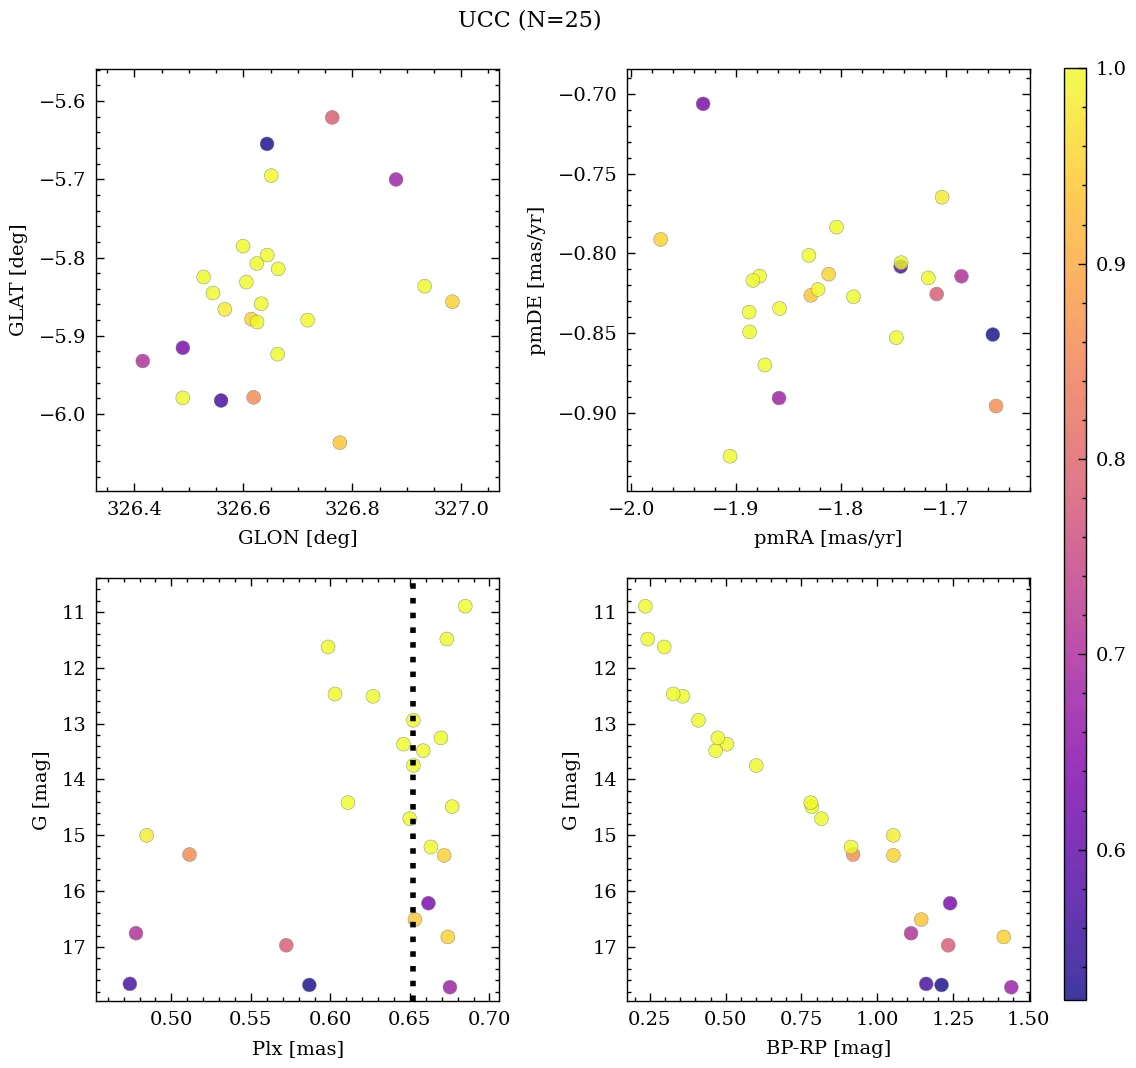 UCC (N=25)
−5.6
−5.7
−5.8
−5.9
−6.0
GLAT [deg]
326.4 326.6 326.8 327.0
GLON [deg]
−0.70
−0.75
−0.80
−0.85
−0.90
pmDE [mas/yr]
−2.0 −1.9 −1.8 −1.7
pmRA [mas/yr]
1.0
0.9
0.8
0.7
0.6
11
12
13
14
15
16
17
G [mag]
0.50 0.55 0.60 0.65 0.70
Plx [mas]
11
12
13
14
15
16
17
G [mag]
0.25 0.50 0.75 1.00 1.25 1.50
BP-RP [mag]